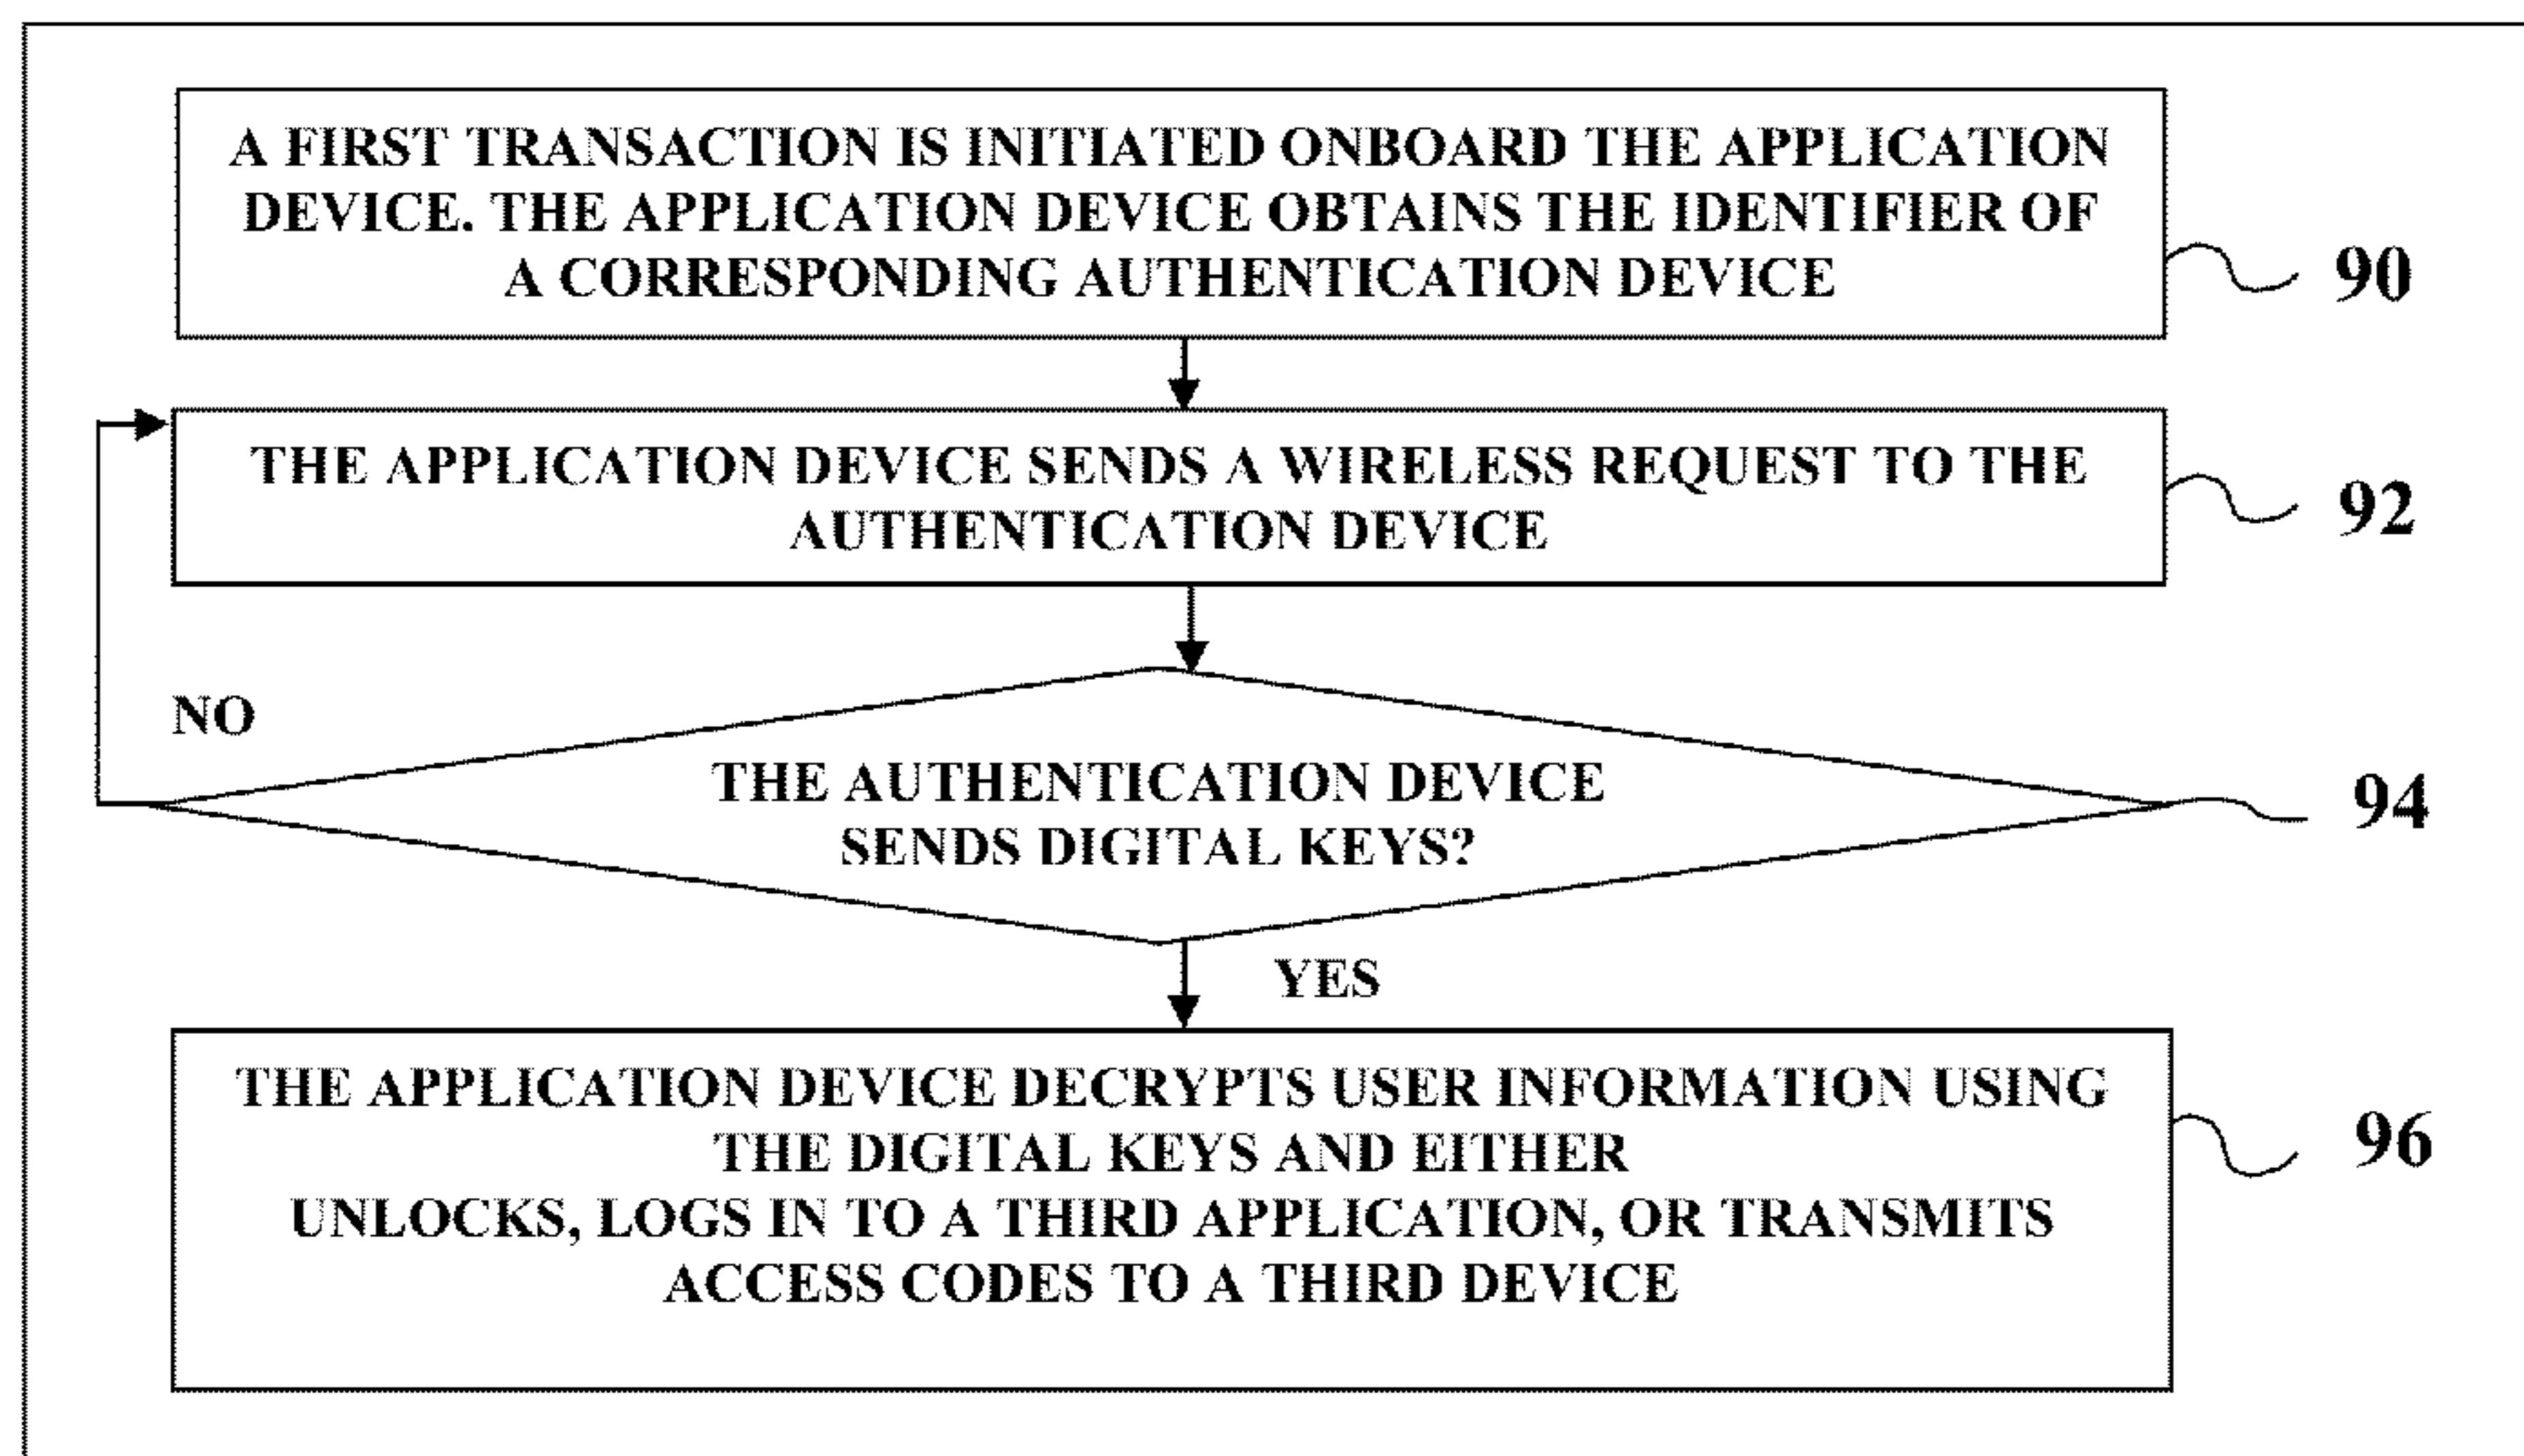 A FIRST TRANSACTION IS INITIATED ONBOARD THE APPLICATION
DEVICE. THE APPLICATION DEVICE OBTAINS THE IDENTIFIER OF
A CORRESPONDING AUTHENTICATION DEVICE
90
THE APPLICATION DEVICE SENDS A WIRELESS REQUEST TO THE
AUTHENTICATION DEVICE
92
NO
THE AUTHENTICATION DEVICE
SENDS DIGITAL KEYS?
94
YES
THE APPLICATION DEVICE DECRYPTS USER INFORMATION USING
THE DIGITAL KEYS AND EITHER
UNLOCKS, LOGS IN TO A THIRD APPLICATION, OR TRANSMITS
ACCESS CODES TO A THIRD DEVICE
96